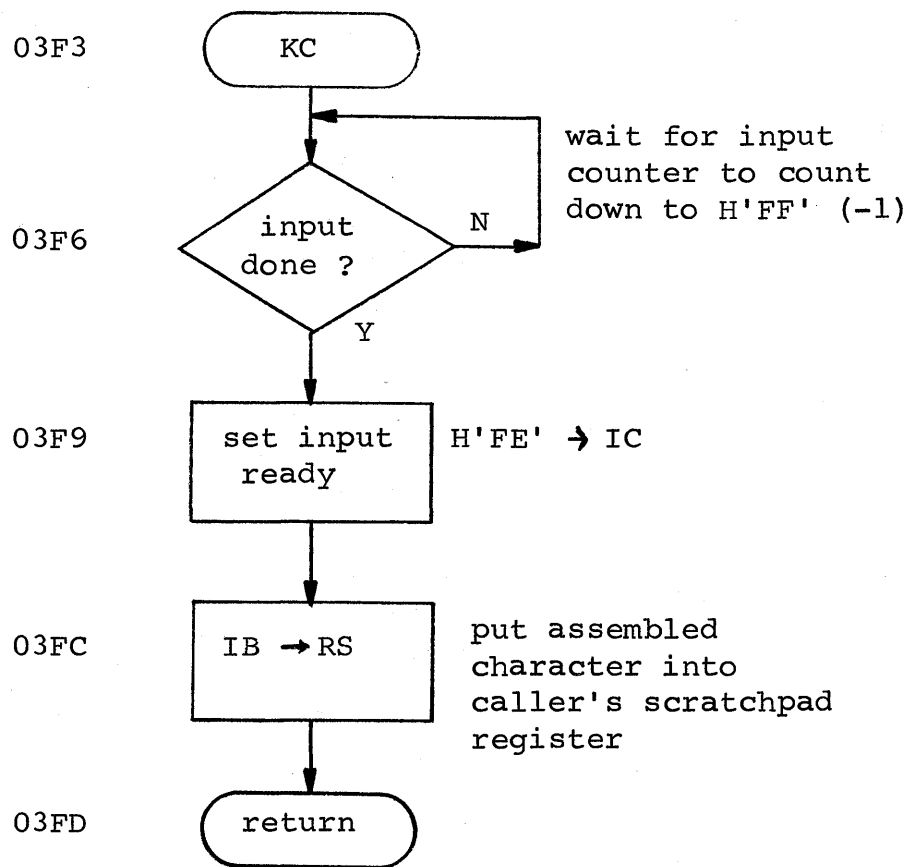 03F3
KC
wait for input
counter to count
down to H'FF' (-1)
03F6
input
done ?
N
Y
03F9
set input
ready
H'FE' → IC
03FC
IB → RS
put assembled
character into
caller's scratchpad
register
03FD
return